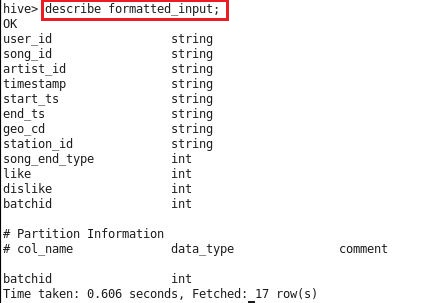 hive> describe formatted_input;
OK
user_id                 string
song_id                 string
artist_id               string
timestamp               string
start_ts                string
end_ts                  string
geo_cd                  string
station_id              string
song_end_type           int
like                    int
dislike                 int
batchid                 int

# Partition Information
# col_name              data_type               comment

batchid                 int
Time taken: 0.606 seconds, Fetched: 17 row(s)